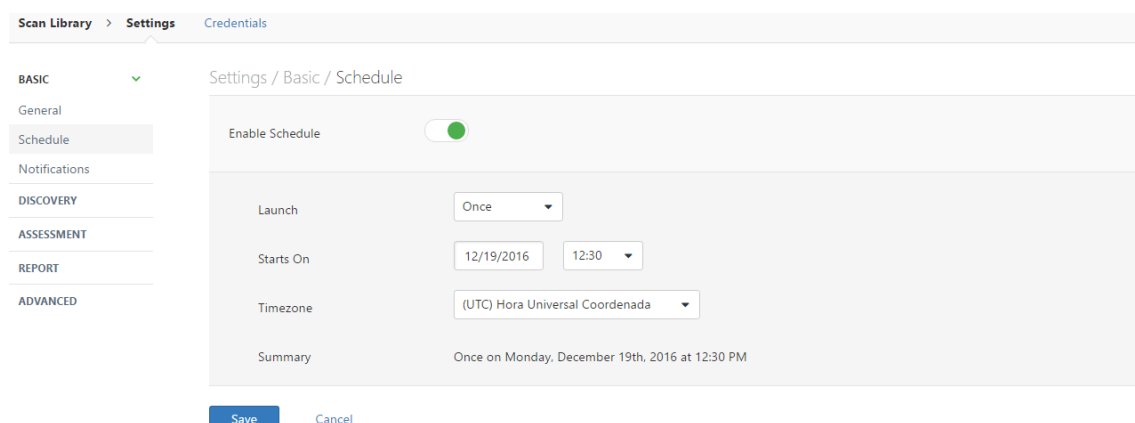 Scan Library > Settings Credentials
BASIC
General
Schedule
Notifications
DISCOVERY
ASSESSMENT
REPORT
ADVANCED
Settings / Basic / Schedule
Enable Schedule
Launch Once
Starts On 12/19/2016 12:30
Timezone (UTC) Hora Universal Coordenada
Summary Once on Monday, December 19th, 2016 at 12:30 PM
Save Cancel